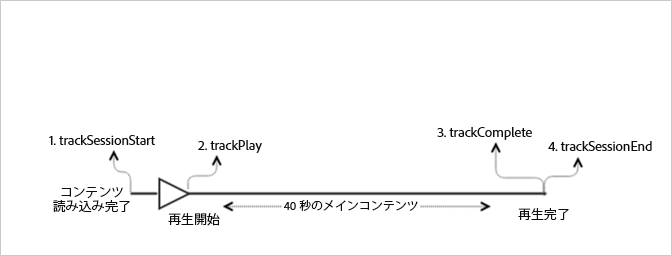 1. trackSessionStart
2. trackPlay
3. trackComplete
4. trackSessionEnd
コンテンツ
読み込み完了
再生開始
40 秒のメインコンテンツ
再生完了